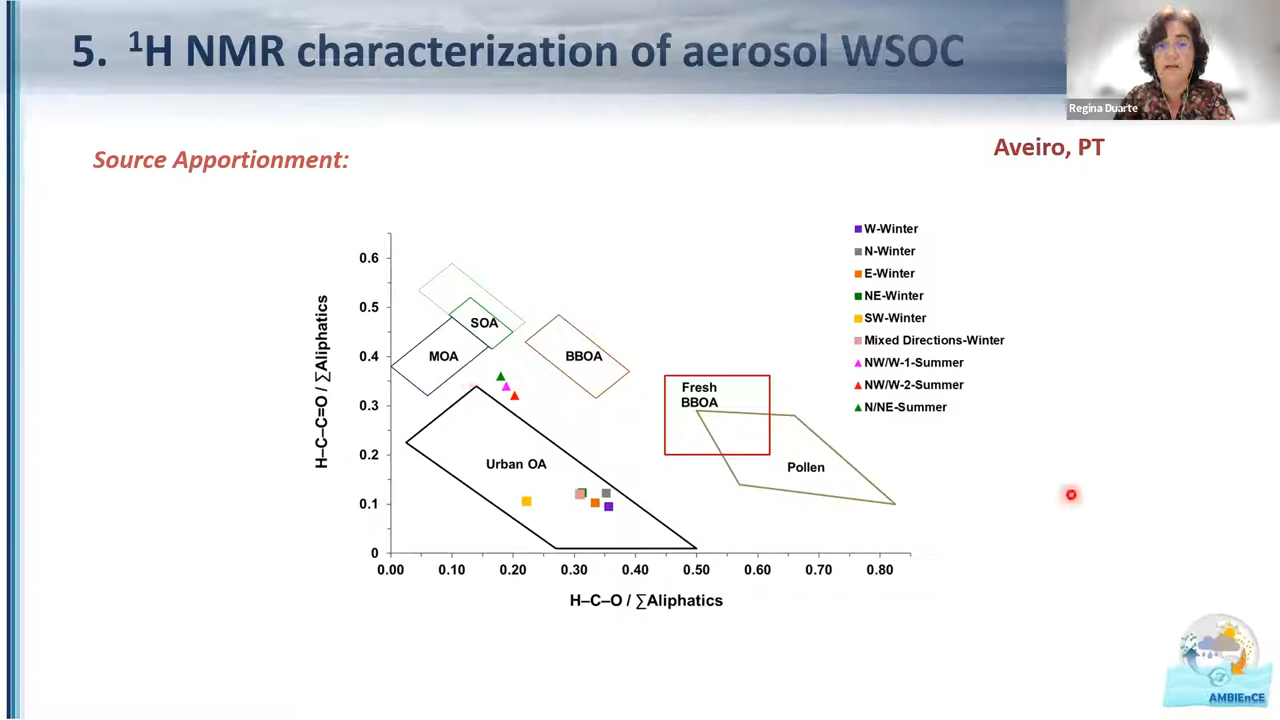 5. ¹H NMR characterization of aerosol WSOC
Regina Duarte
Source Apportionment:
Aveiro, PT
H–C–C=O / ∑Aliphatics
0.6
0.5
0.4
0.3
0.2
0.1
0
SOA
MOA
BBOA
Fresh
BBOA
Urban OA
Pollen
0.00 0.10 0.20 0.30 0.40 0.50 0.60 0.70 0.80
H–C–O / ∑Aliphatics
W-Winter
N-Winter
E-Winter
NE-Winter
SW-Winter
Mixed Directions-Winter
NW/W-1-Summer
NW/W-2-Summer
N/NE-Summer
AMBIEnCE